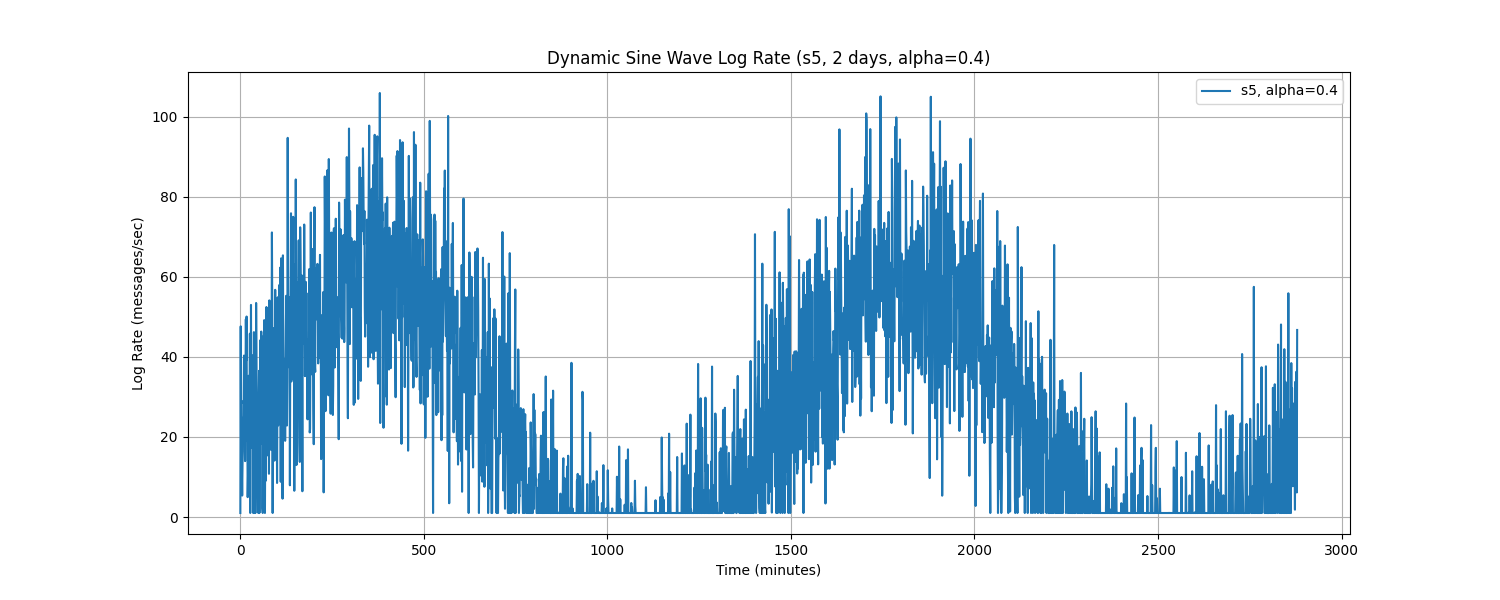 Dynamic Sine Wave Log Rate (s5, 2 days, alpha=0.4)
s5, alpha=0.4
Log Rate (messages/sec)
100
80
60
40
20
0
0 500 1000 1500 2000 2500 3000
Time (minutes)